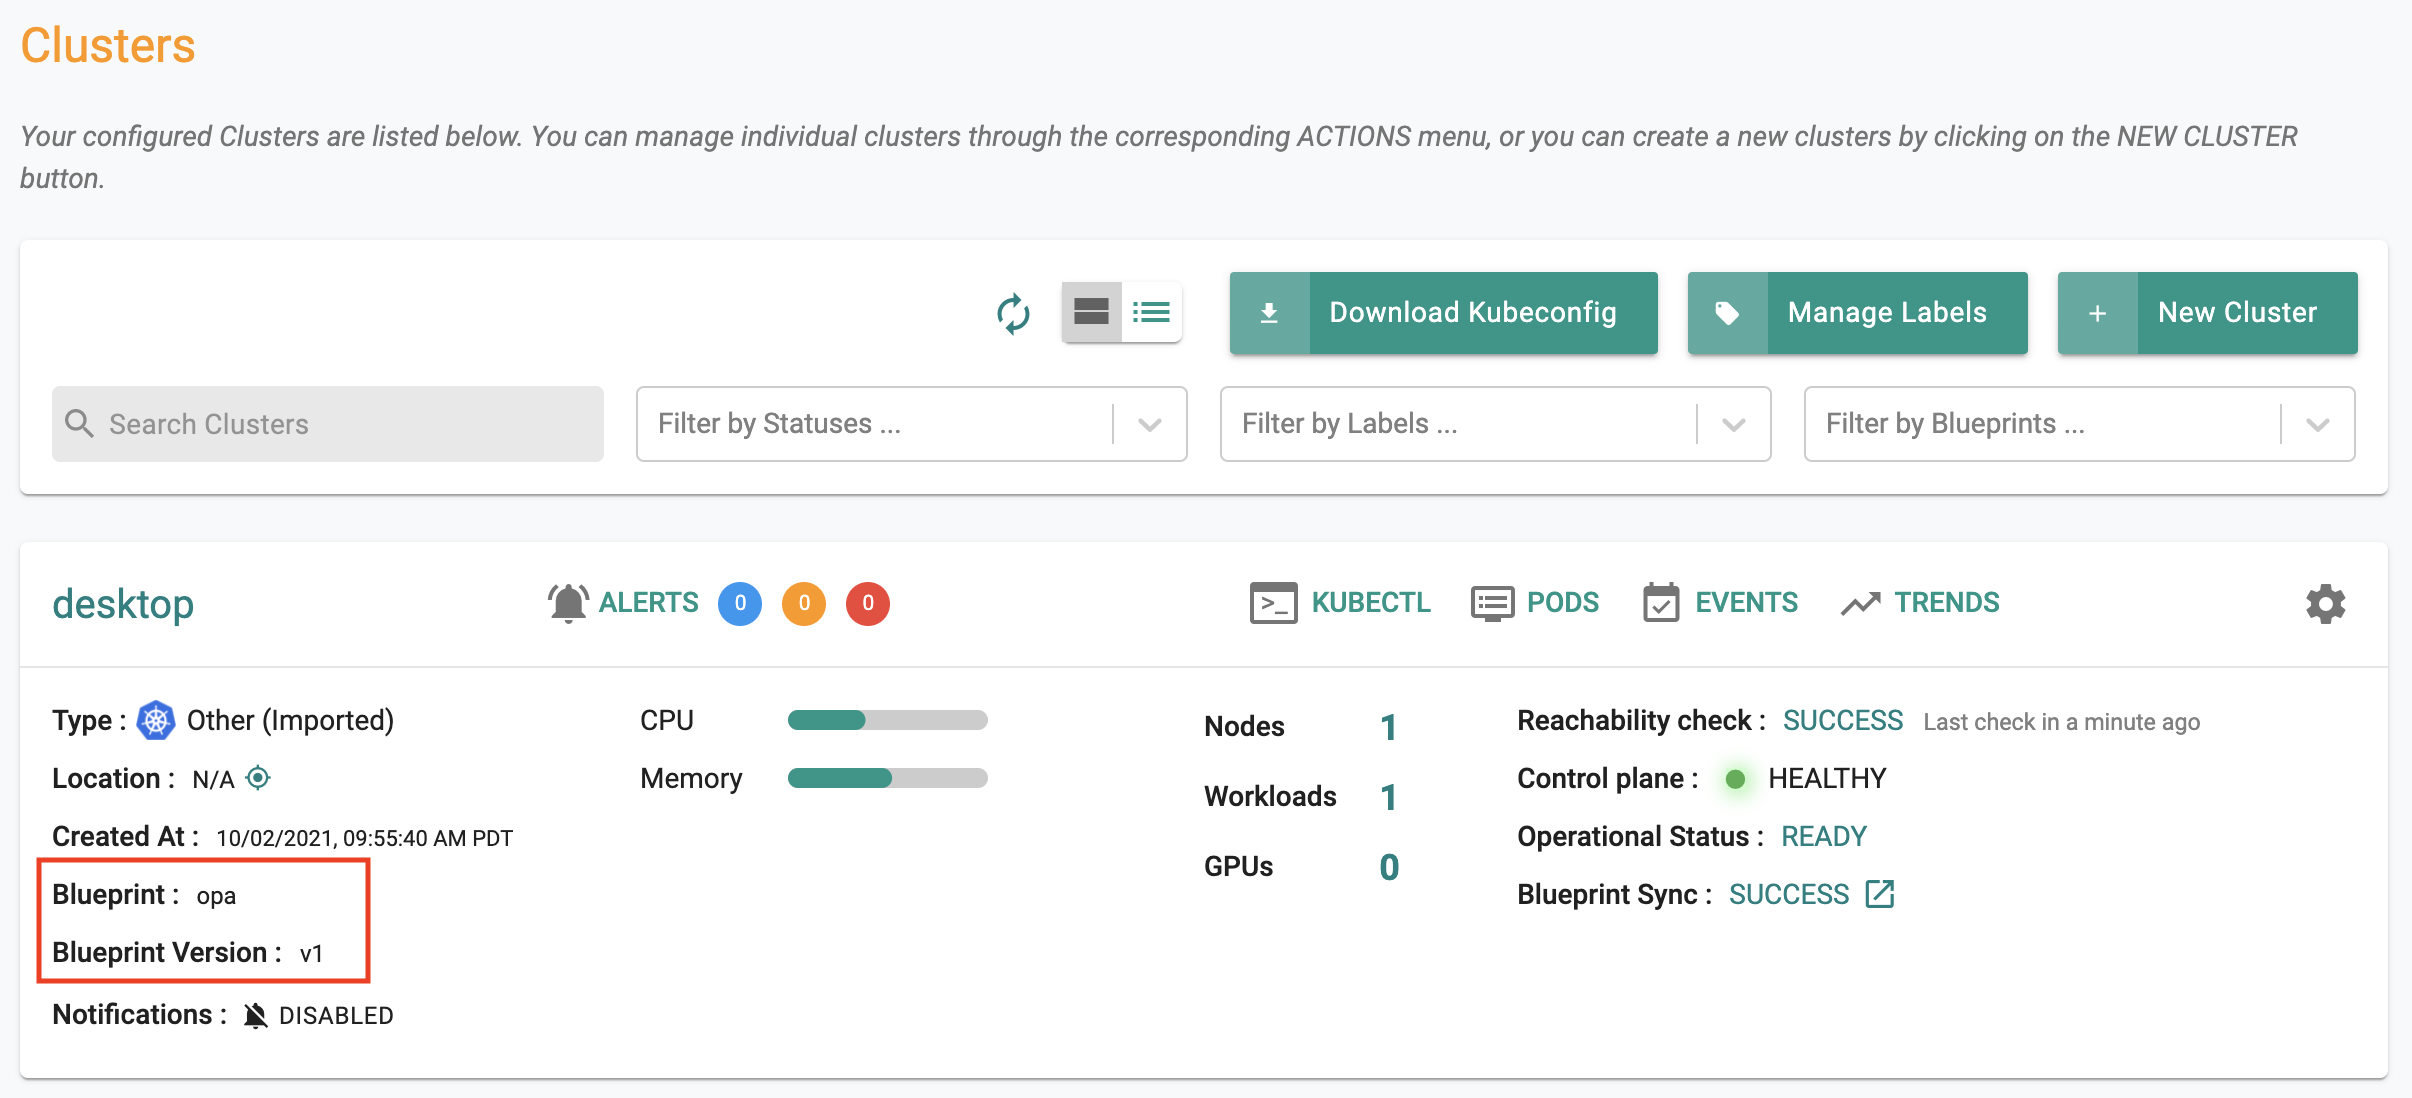 Clusters
Your configured Clusters are listed below. You can manage individual clusters through the corresponding ACTIONS menu, or you can create a new clusters by clicking on the NEW CLUSTER
button.
Download Kubeconfig
Manage Labels
+ New Cluster
Search Clusters
Filter by Statuses ...
Filter by Labels ...
Filter by Blueprints ...
desktop
ALERTS 0 0 0
>_ KUBECTL
PODS
EVENTS
TRENDS
Type : Other (Imported)
Location : N/A
Created At : 10/02/2021, 09:55:40 AM PDT
Blueprint : opa
Blueprint Version : v1
Notifications : DISABLED
CPU
Memory
Nodes 1
Workloads 1
GPUs 0
Reachability check : SUCCESS Last check in a minute ago
Control plane : HEALTHY
Operational Status : READY
Blueprint Sync : SUCCESS